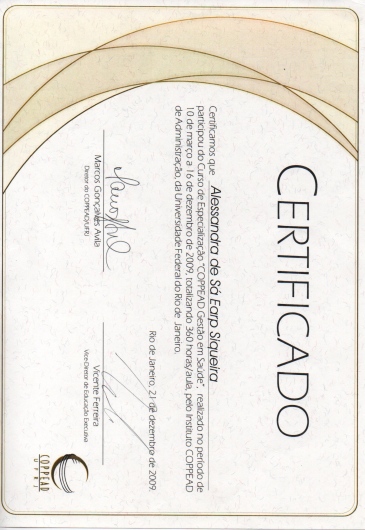 CERTIFICADO
Certificamos que Alessandra de Sá Earp Siqueira
participou do Curso de Especialização "COPPEAD Gestão em Saúde", realizado no período de
10 de março a 16 de dezembro de 2009, totalizando 360 horas/aula, pelo Instituto COPPEAD
de Administração, da Universidade Federal do Rio de Janeiro.
Rio de Janeiro, 21 de dezembro de 2009.
Marcos Gonçalves Avila
Diretor do COPPEAD/UFRJ
Vicente Ferreira
Vice-Diretor de Educação Executiva
COPPEAD
UFRJ